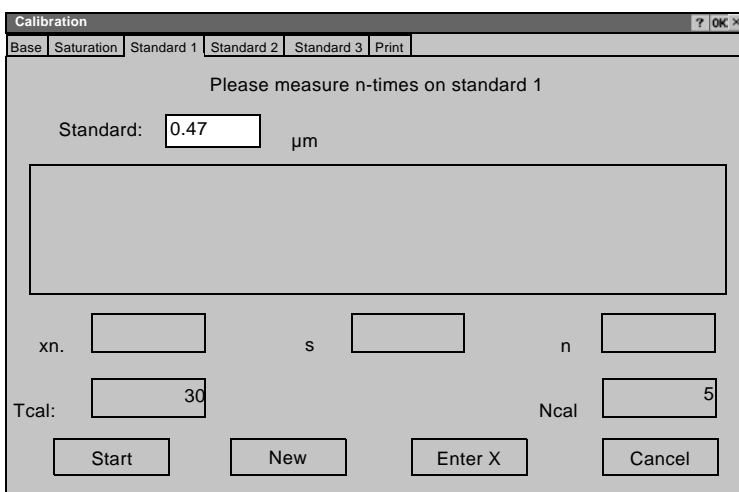 Calibration ? OK ×
Base Saturation Standard 1 Standard 2 Standard 3 Print
Please measure n-times on standard 1
Standard: 0.47 µm
xn. s n
Tcal: 30 Ncal 5
Start New Enter X Cancel